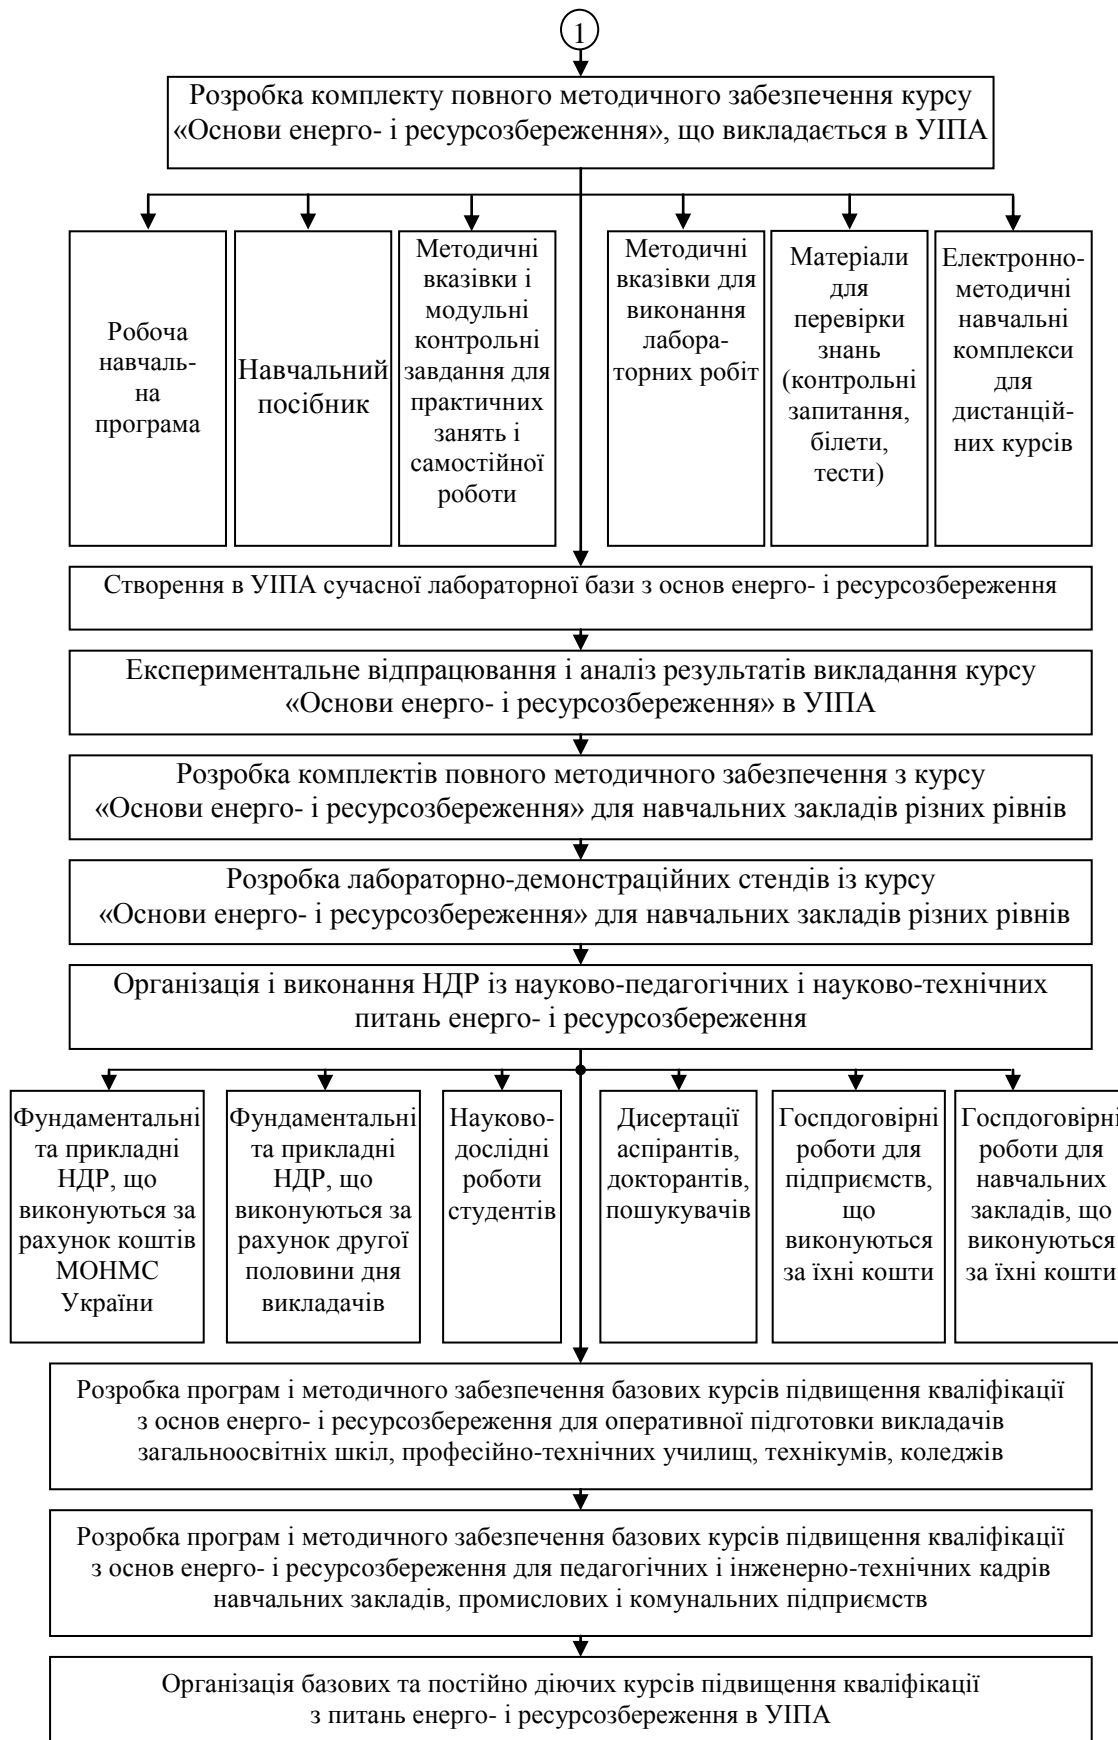 1
Розробка комплекту повного методичного забезпечення курсу
«Основи енерго- і ресурсозбереження», що викладається в УІПА
Робоча
навчаль-
на
програма
Навчальний
посібник
Методичні
вказівки і
модульні
контрольні
завдання для
практичних
занять і
самостійної
роботи
Методичні
вказівки для
виконання
лабора-
торних робіт
Матеріали
для
перевірки
знань
(контрольні
запитання,
білети,
тести)
Електронно-
методичні
навчальні
комплекси
для
дистанцій-
них курсів
Створення в УІПА сучасної лабораторної бази з основ енерго- і ресурсозбереження
Експериментальне відпрацювання і аналіз результатів викладання курсу
«Основи енерго- і ресурсозбереження» в УІПА
Розробка комплектів повного методичного забезпечення з курсу
«Основи енерго- і ресурсозбереження» для навчальних закладів різних рівнів
Розробка лабораторно-демонстраційних стендів із курсу
«Основи енерго- і ресурсозбереження» для навчальних закладів різних рівнів
Організація і виконання НДР із науково-педагогічних і науково-технічних
питань енерго- і ресурсозбереження
Фундаментальні
та прикладні
НДР, що
виконуються за
рахунок коштів
МОНМС
України
Фундаментальні
та прикладні
НДР, що
виконуються за
рахунок другої
половини дня
викладачів
Науково-
дослідні
роботи
студентів
Дисертації
аспірантів,
докторантів,
пошукувачів
Госпдоговірні
роботи для
підприємств,
що
виконуються
за їхні кошти
Госпдоговірні
роботи для
навчальних
закладів, що
виконуються
за їхні кошти
Розробка програм і методичного забезпечення базових курсів підвищення кваліфікації
з основ енерго- і ресурсозбереження для оперативної підготовки викладачів
загальноосвітніх шкіл, професійно-технічних училищ, технікумів, коледжів
Розробка програм і методичного забезпечення базових курсів підвищення кваліфікації
з основ енерго- і ресурсозбереження для педагогічних і інженерно-технічних кадрів
навчальних закладів, промислових і комунальних підприємств
Організація базових та постійно діючих курсів підвищення кваліфікації
з питань енерго- і ресурсозбереження в УІПА